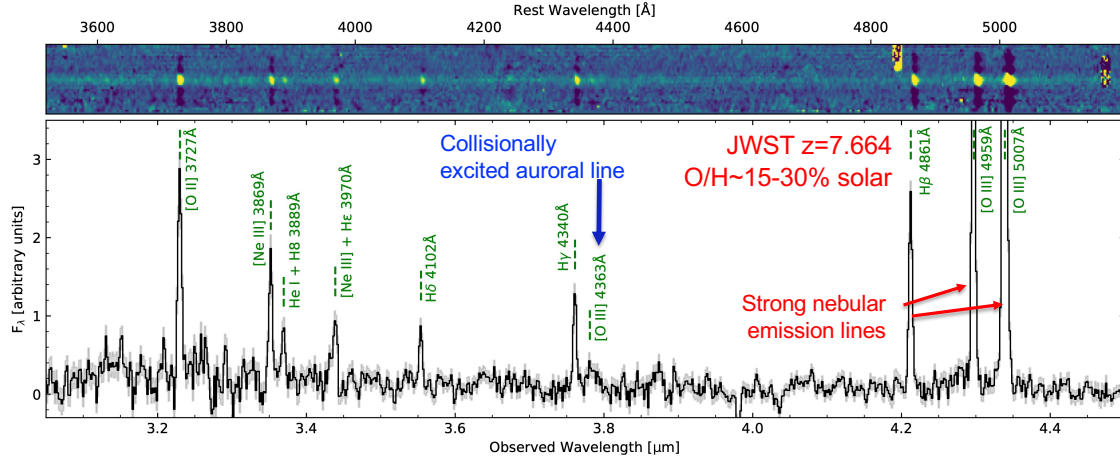 Rest Wavelength [Å]
3600 3800 4000 4200 4400 4600 4800 5000
Collisionally
excited auroral line
JWST z=7.664
O/H~15-30% solar
[O II] 3727Å
[Ne III] 3869Å
He I + H8 3889Å
[Ne III] + Hε 3970Å
Hδ 4102Å
Hγ 4340Å
[O III] 4363Å
Hβ 4861Å
[O III] 4959Å
[O III] 5007Å
Strong nebular
emission lines
Fλ [arbitrary units]
3
2
1
0
3.2 3.4 3.6 3.8 4.0 4.2 4.4
Observed Wavelength [μm]